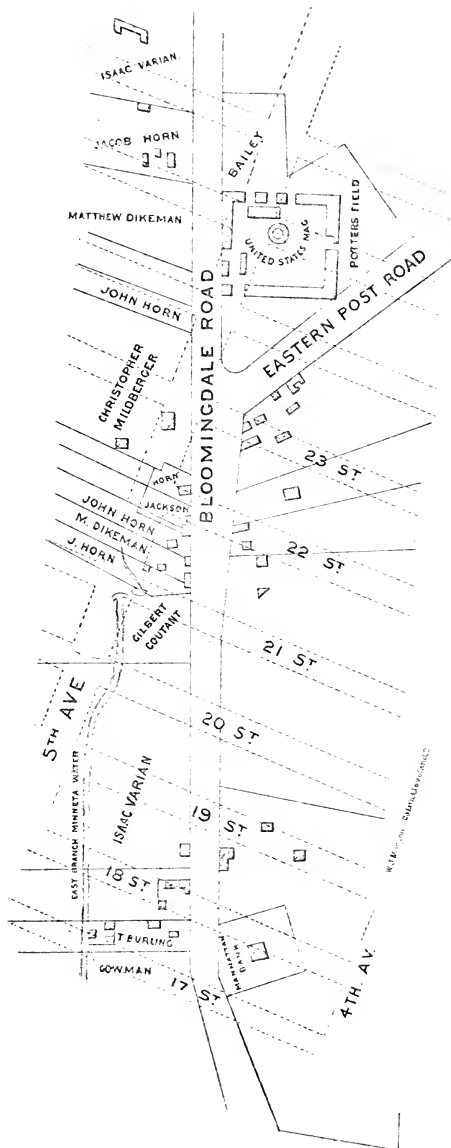 ISAAC VARIAN.
JACOB HORN
BAILEY
MATTHEW DIKEMAN
UNITED STATES MAG
POTTERS FIELD
JOHN HORN
BLOOMINGDALE ROAD
EASTERN POST ROAD
CHRISTOPHER
MILDBERGER
23 ST.
HORN
JACKSON
JOHN HORN
M. DIKEMAN
J. HORN
22 ST.
GILBERT
COUTANT
21 ST
5TH AVE
20 ST.
EAST BRANCH MINNETA WATER
ISAAC VARIAN
19 ST.
18 ST.
T BURLING
MANHATTAN
BANK.
COWMAN
17 ST
4TH. AV.